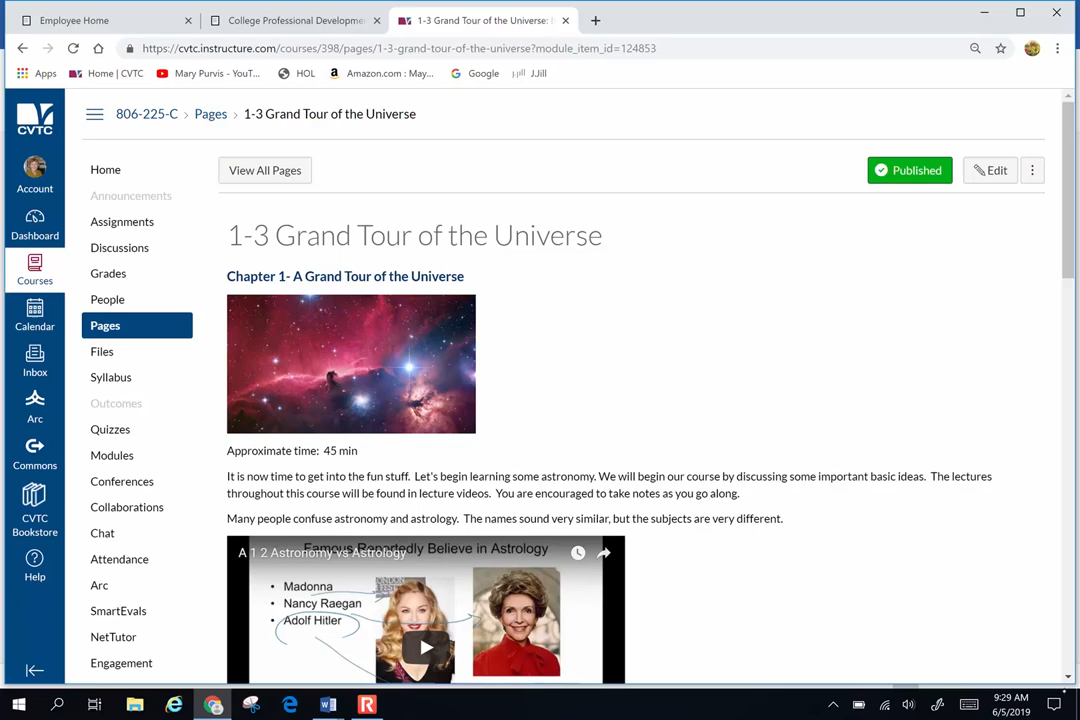 Employee Home
College Professional Developme
1-3 Grand Tour of the Universe:
https://cvtc.instructure.com/courses/398/pages/1-3-grand-tour-of-the-universe?module_item_id=124853
Apps
Home | CVTC
Mary Purvis - YouT...
HOL
Amazon.com : May...
Google
J.Jill
CVTC
Account
Dashboard
Courses
Calendar
Inbox
Arc
Commons
CVTC
Bookstore
Help
806-225-C > Pages > 1-3 Grand Tour of the Universe
Home
Announcements
Assignments
Discussions
Grades
People
Pages
Files
Syllabus
Outcomes
Quizzes
Modules
Conferences
Collaborations
Chat
Attendance
Arc
SmartEvals
NetTutor
Engagement
View All Pages
Published
Edit
1-3 Grand Tour of the Universe
Chapter 1- A Grand Tour of the Universe
Approximate time: 45 min
It is now time to get into the fun stuff. Let's begin learning some astronomy. We will begin our course by discussing some important basic ideas. The lectures
throughout this course will be found in lecture videos. You are encouraged to take notes as you go along.
Many people confuse astronomy and astrology. The names sound very similar, but the subjects are very different.
A 1 2 Astronomy vs Astrology
Famous Reportedly Believe in Astrology
• Madonna
• Nancy Raegan
• Adolf Hitler
9:29 AM
6/5/2019